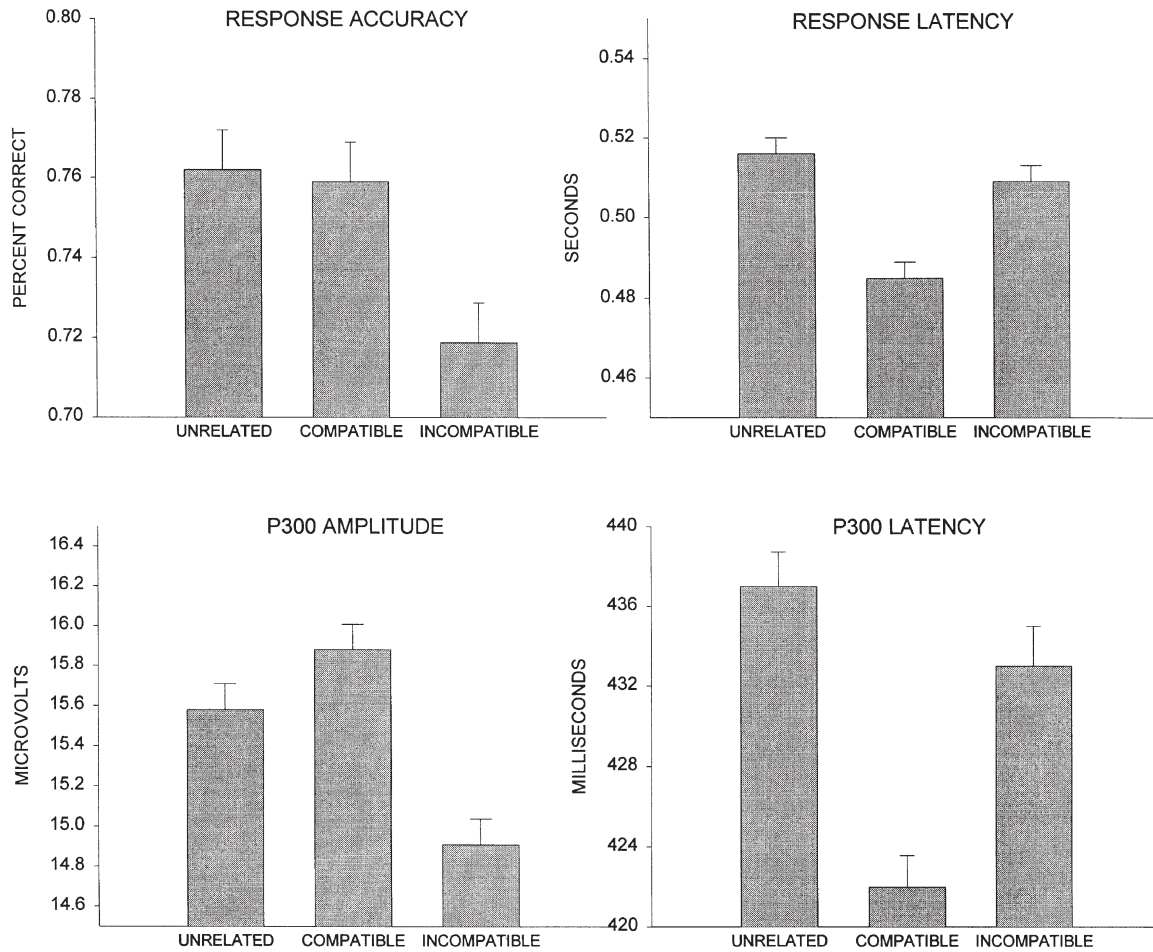 RESPONSE ACCURACY
PERCENT CORRECT
0.80
0.78
0.76
0.74
0.72
0.70
UNRELATED COMPATIBLE INCOMPATIBLE
RESPONSE LATENCY
SECONDS
0.54
0.52
0.50
0.48
0.46
UNRELATED COMPATIBLE INCOMPATIBLE
P300 AMPLITUDE
MICROVOLTS
16.4
16.2
16.0
15.8
15.6
15.4
15.2
15.0
14.8
14.6
UNRELATED COMPATIBLE INCOMPATIBLE
P300 LATENCY
MILLISECONDS
440
436
432
428
424
420
UNRELATED COMPATIBLE INCOMPATIBLE